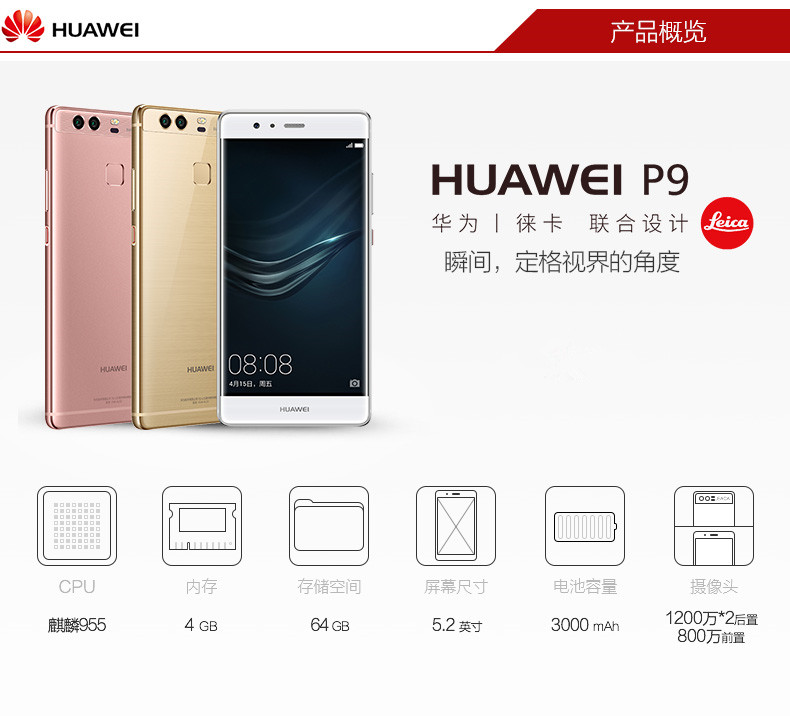 HUAWEI
产品概览
HUAWEI P9
华为 | 徕卡 联合设计
Leica
瞬间，定格视界的角度
08:08
4月15日，周五
HUAWEI
HUAWEI
HUAWEI
CPU
内存
存储空间
屏幕尺寸
电池容量
摄像头
麒麟955
4 GB
64 GB
5.2 英寸
3000 mAh
1200万*2后置
800万前置